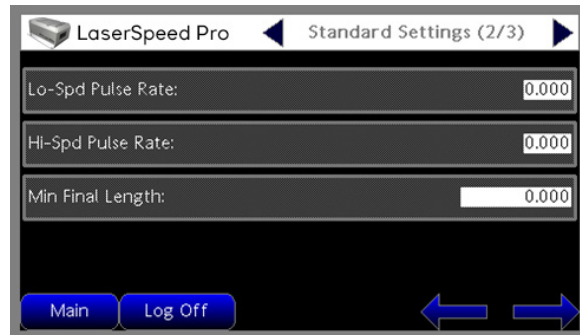 LaserSpeed Pro
Standard Settings (2/3)
Lo-Spd Pulse Rate: 0.000
Hi-Spd Pulse Rate: 0.000
Min Final Length: 0.000
Main
Log Off